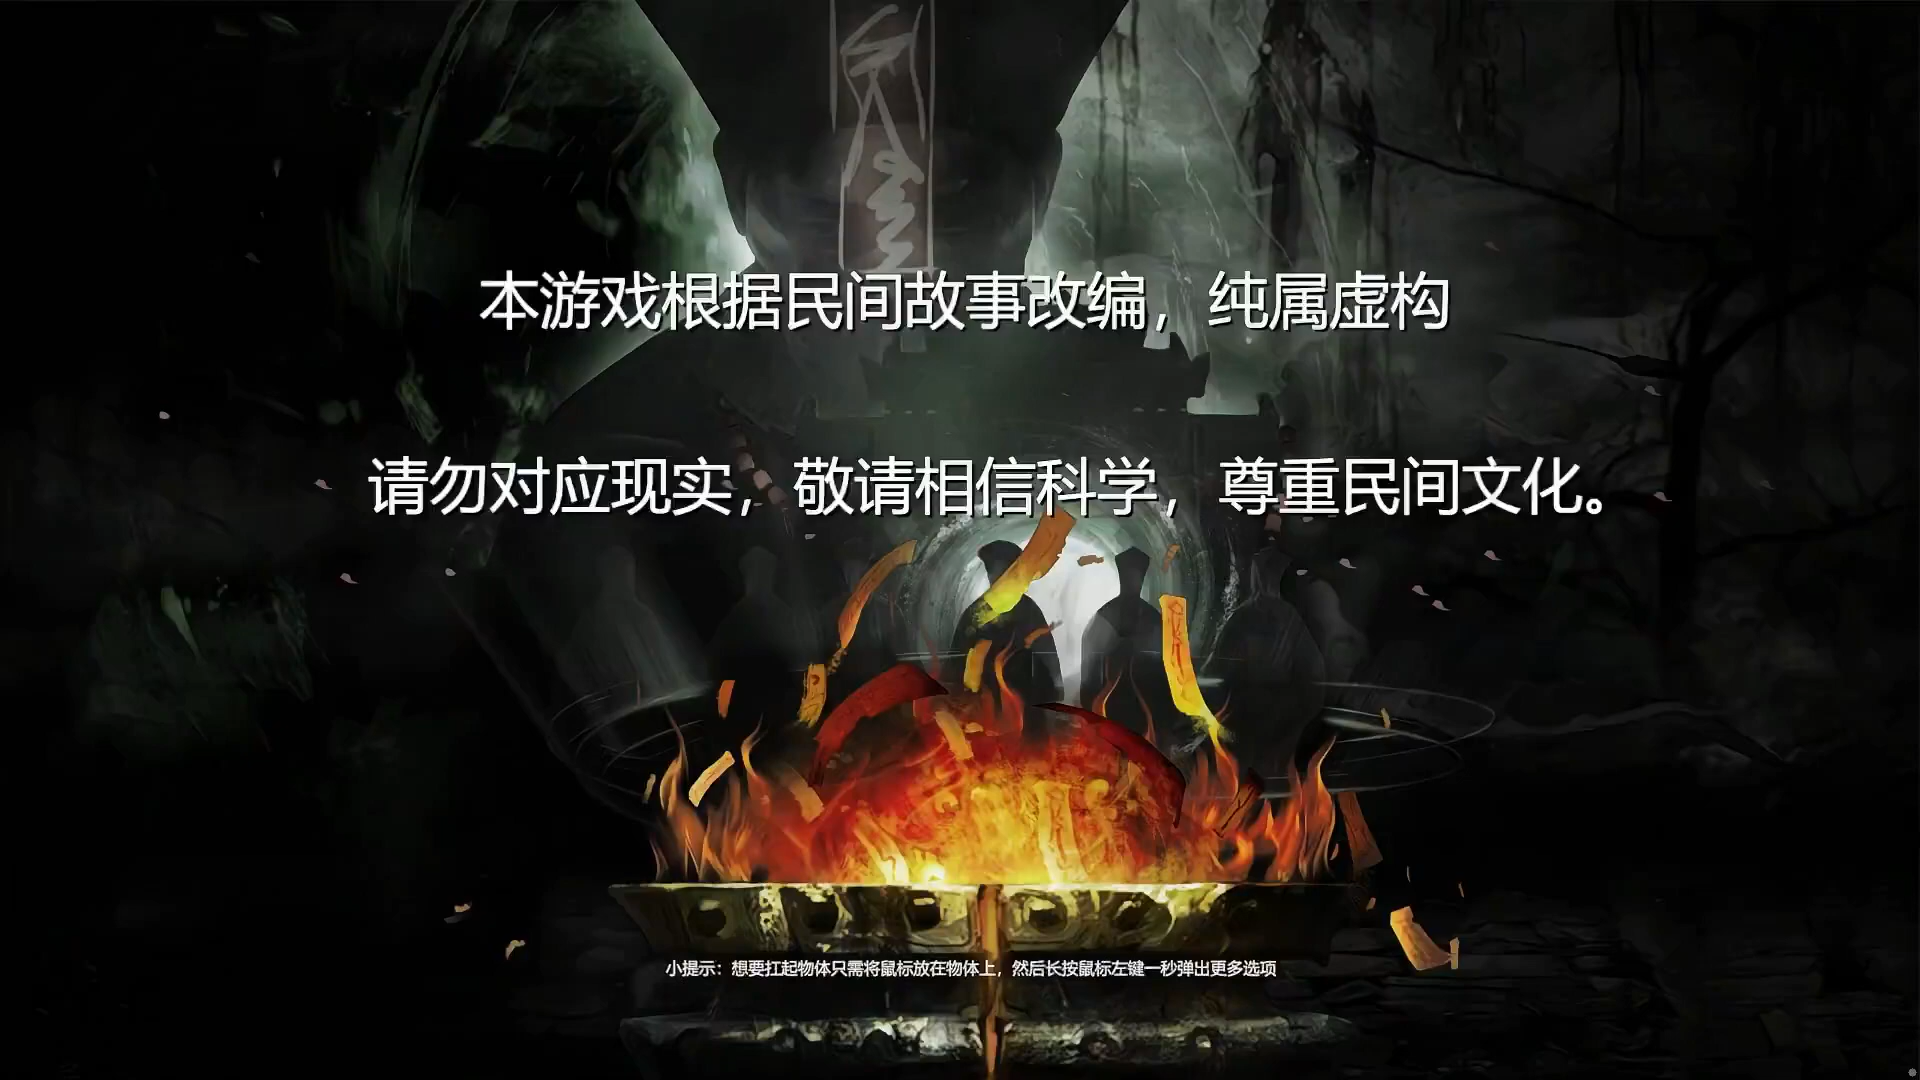 本游戏根据民间故事改编，纯属虚构
请勿对应现实，敬请相信科学，尊重民间文化。
小提示：想要扛起物体只需将鼠标放在物体上，然后长按鼠标左键一秒弹出更多选项